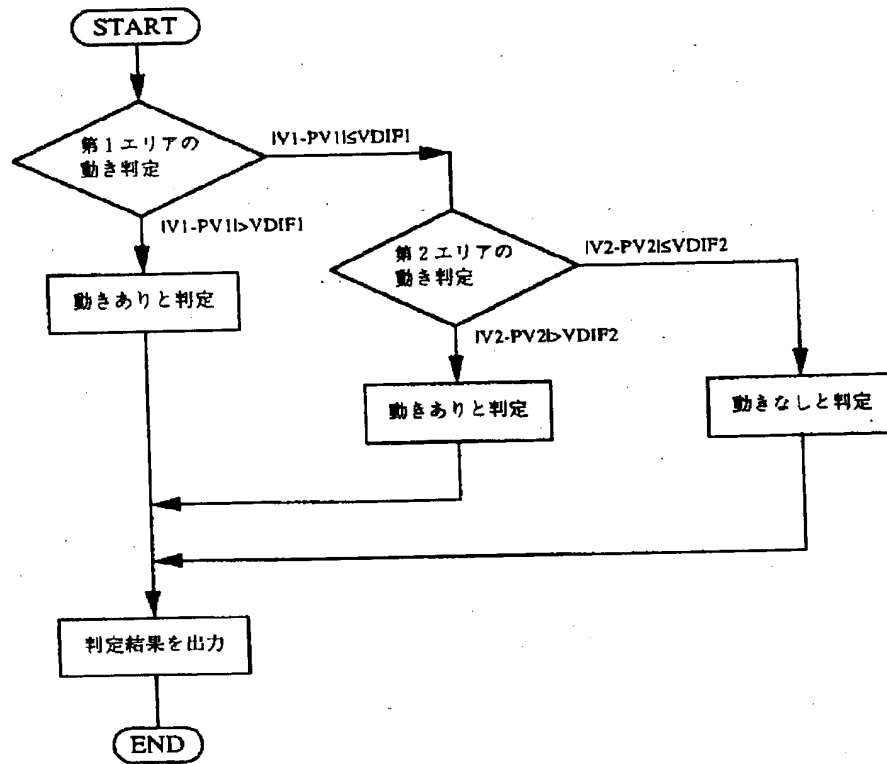 START
第1エリアの
動き判定
|V1-PV1|≤VDIF1
|V1-PV1|>VDIF1
動きありと判定
第2エリアの
動き判定
|V2-PV2|≤VDIF2
|V2-PV2|>VDIF2
動きありと判定
動きなしと判定
判定結果を出力
END